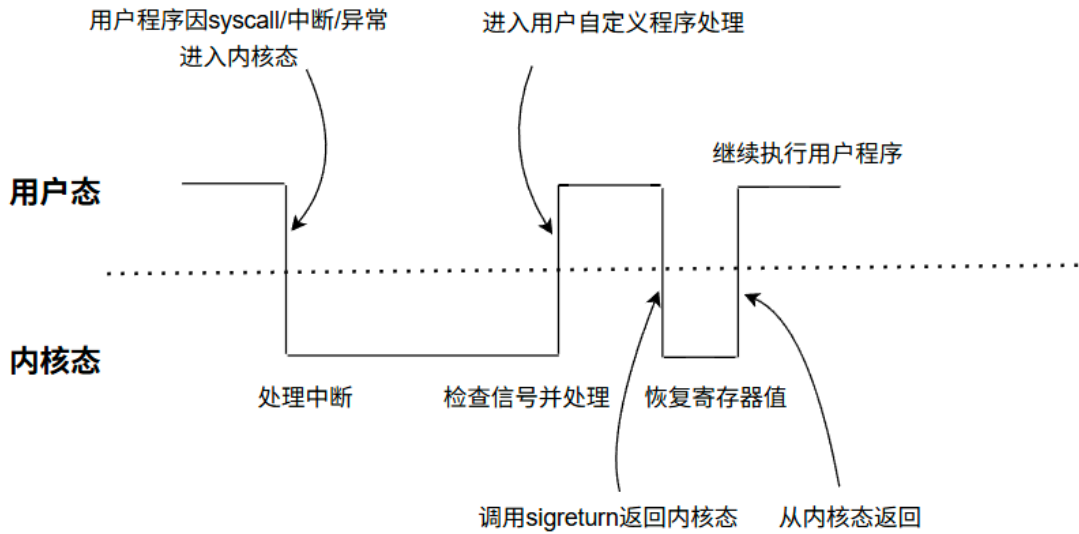 用户程序因syscall/中断/异常
进入内核态
进入用户自定义程序处理
继续执行用户程序
用户态
内核态
处理中断
检查信号并处理
恢复寄存器值
调用sigreturn返回内核态
从内核态返回